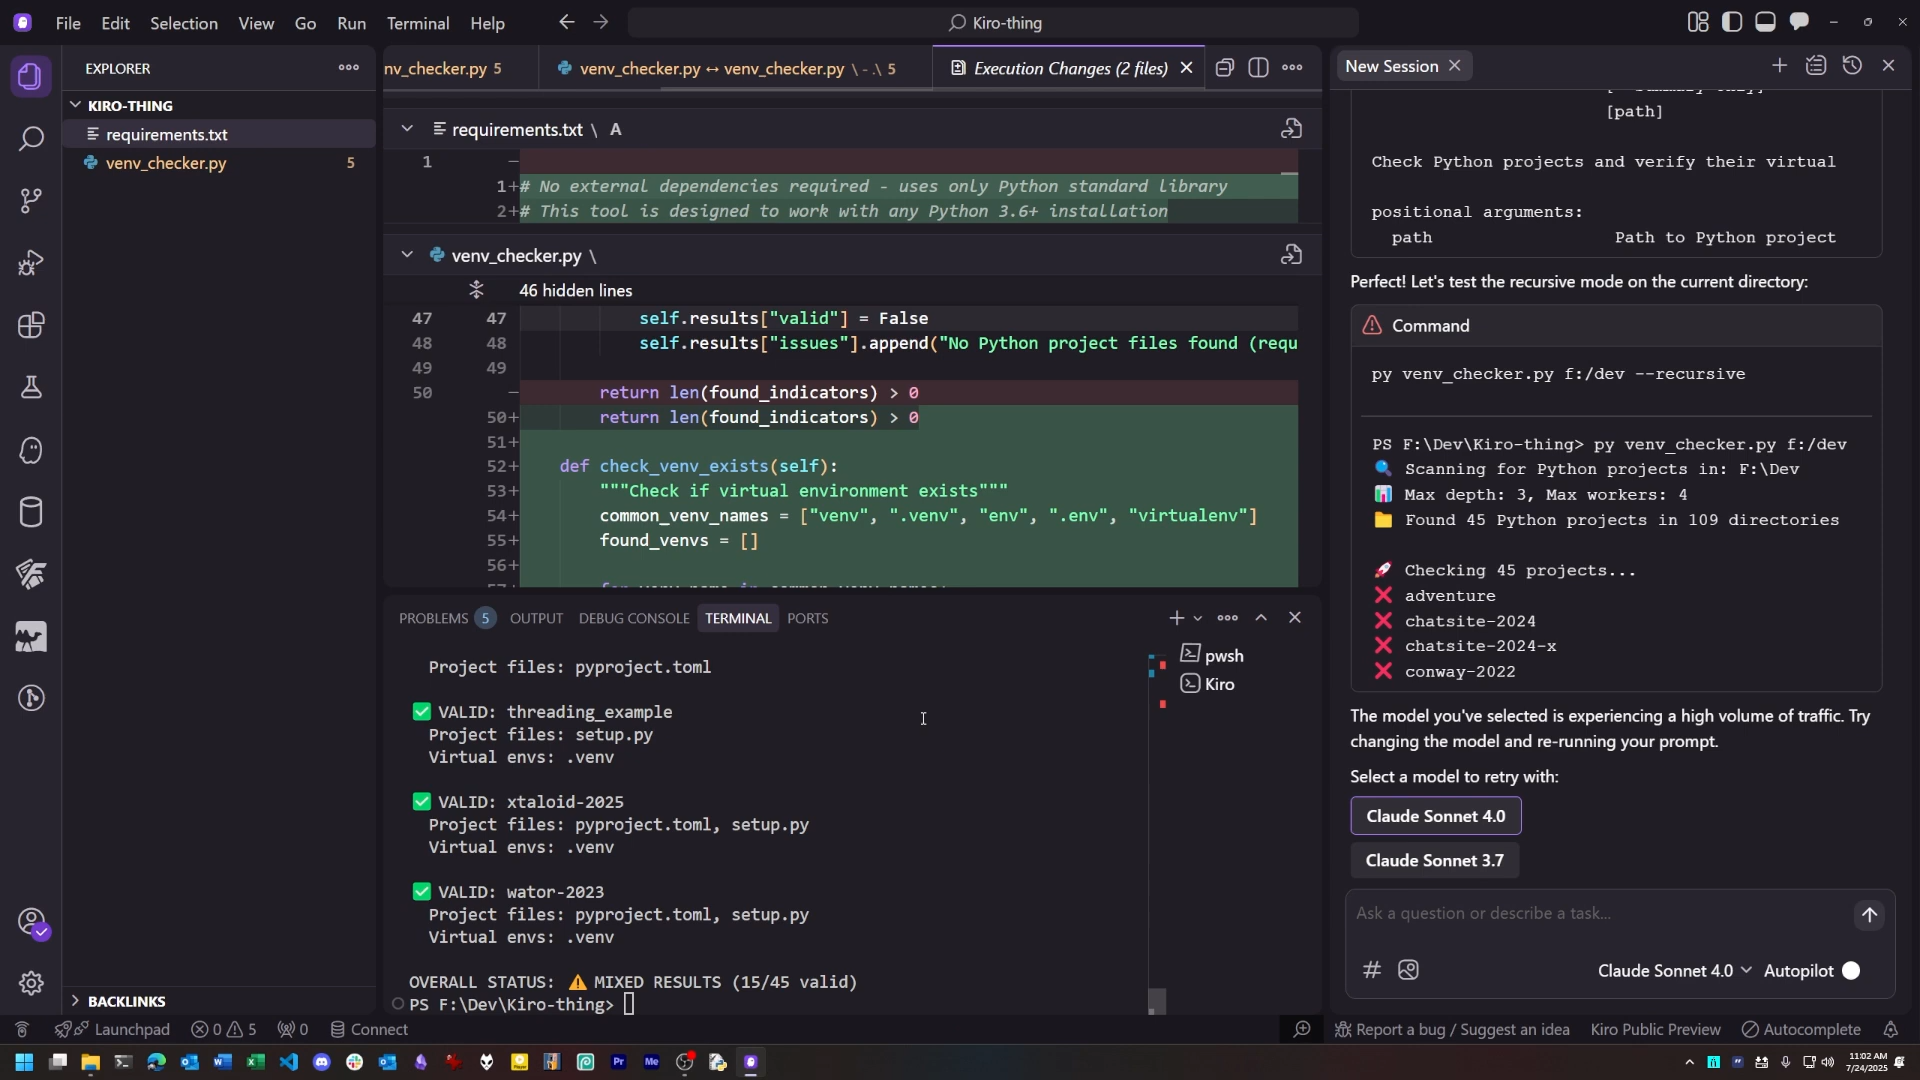 File Edit Selection View Go Run Terminal Help
Kiro-thing
EXPLORER
KIRO-THING
requirements.txt
venv_checker.py 5
BACKLINKS
nv_checker.py 5
venv_checker.py ↔ venv_checker.py \ - .\ 5
Execution Changes (2 files)
requirements.txt \ A
1 −
1+# No external dependencies required - uses only Python standard library
2+# This tool is designed to work with any Python 3.6+ installation
venv_checker.py \
46 hidden lines
47 47 self.results["valid"] = False
48 48 self.results["issues"].append("No Python project files found (requ
49 49
50 − return len(found_indicators) > 0
50+ return len(found_indicators) > 0
51+
52+ def check_venv_exists(self):
53+ """Check if virtual environment exists"""
54+ common_venv_names = ["venv", ".venv", "env", ".env", "virtualenv"]
55+ found_venvs = []
56+
PROBLEMS 5 OUTPUT DEBUG CONSOLE TERMINAL PORTS
pwsh
Kiro
Project files: pyproject.toml
✅ VALID: threading_example
Project files: setup.py
Virtual envs: .venv
✅ VALID: xtaloid-2025
Project files: pyproject.toml, setup.py
Virtual envs: .venv
✅ VALID: wator-2023
Project files: pyproject.toml, setup.py
Virtual envs: .venv
OVERALL STATUS: ⚠️ MIXED RESULTS (15/45 valid)
PS F:\Dev\Kiro-thing>
New Session
[path]
Check Python projects and verify their virtual
positional arguments:
path Path to Python project
Perfect! Let's test the recursive mode on the current directory:
Command
py venv_checker.py f:/dev --recursive
PS F:\Dev\Kiro-thing> py venv_checker.py f:/dev
🔍 Scanning for Python projects in: F:\Dev
📊 Max depth: 3, Max workers: 4
📁 Found 45 Python projects in 109 directories
🚀 Checking 45 projects...
❌ adventure
❌ chatsite-2024
❌ chatsite-2024-x
❌ conway-2022
The model you've selected is experiencing a high volume of traffic. Try
changing the model and re-running your prompt.
Select a model to retry with:
Claude Sonnet 4.0
Claude Sonnet 3.7
Ask a question or describe a task...
# Claude Sonnet 4.0 Autopilot
Launchpad 0 5 0 Connect
Report a bug / Suggest an idea Kiro Public Preview Autocomplete
11:02 AM
7/24/2025